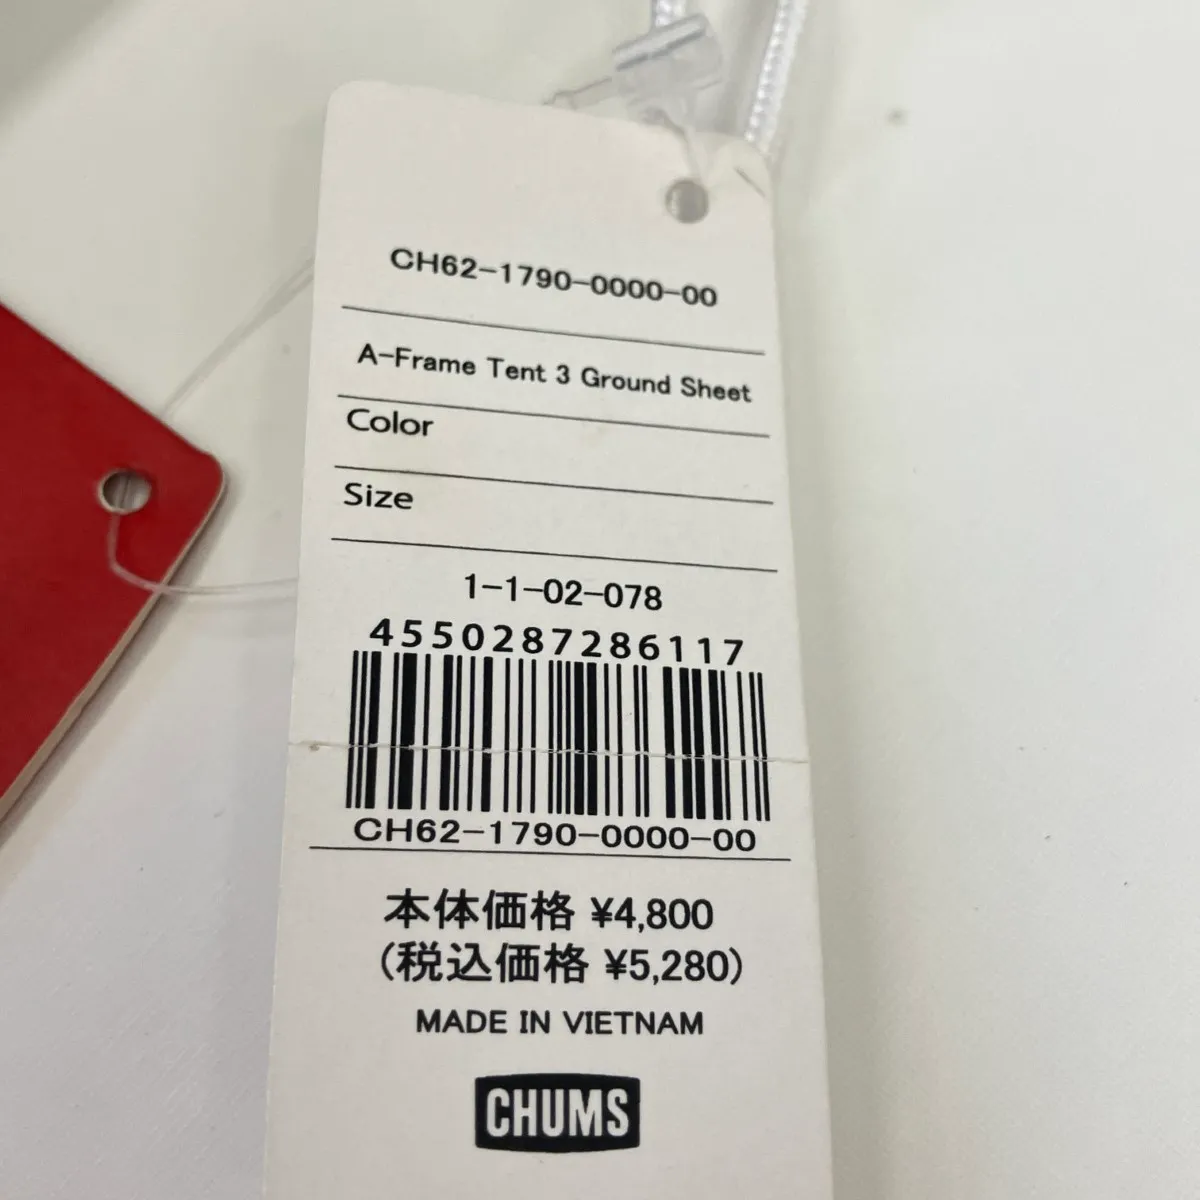 CH62-1790-0000-00
A-Frame Tent 3 Ground Sheet
Color
Size
1-1-02-078
4550287286117
CH62-1790-0000-00
本体価格 ¥4,800
(税込価格 ¥5,280)
MADE IN VIETNAM
CHUMS